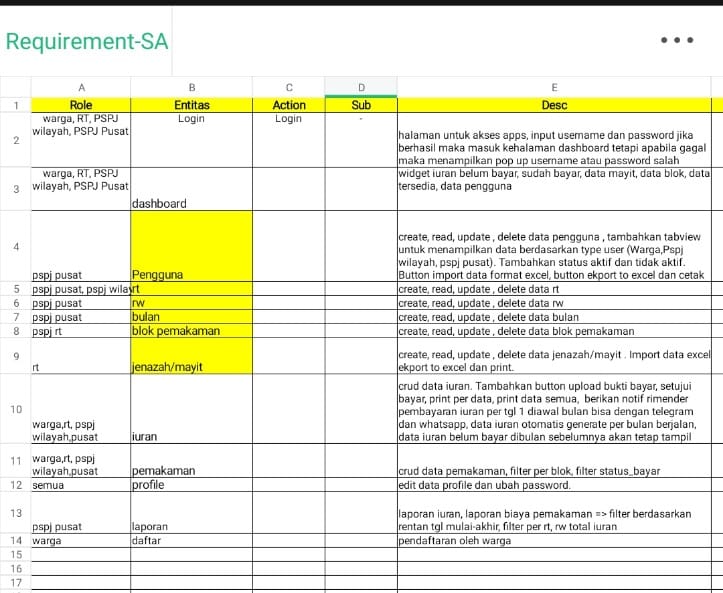 Requirement-SA
A B C D E
1 Role Entitas Action Sub Desc
2 warga, RT, PSPJ wilayah, PSPJ Pusat Login Login -
halaman untuk akses apps, input username dan password jika
berhasil maka masuk kehalaman dashboard tetapi apabila gagal
maka menampilkan pop up username atau password salah
3 warga, RT, PSPJ wilayah, PSPJ Pusat dashboard
widget iuran belum bayar, sudah bayar, data mayit, data blok, data
tersedia, data pengguna
4 pspj pusat Pengguna
create, read, update , delete data pengguna , tambahkan tabview
untuk menampilkan data berdasarkan type user (Warga,Pspj
wilayah, pspj pusat). Tambahkan status aktif dan tidak aktif.
Button import data format excel, button ekport to excel dan cetak
5 pspj pusat, pspj wilay rt create, read, update , delete data rt
6 pspj pusat rw create, read, update , delete data rw
7 pspj pusat bulan create, read, update , delete data bulan
8 pspj rt blok pemakaman create, read, update , delete data blok pemakaman
9 rt jenazah/mayit
create, read, update , delete data jenazah/mayit . Import data excel
ekport to excel dan print.
10 warga,rt, pspj wilayah,pusat iuran
crud data iuran. Tambahkan button upload bukti bayar, setujui
bayar, print per data, print data semua, berikan notif rimender
pembayaran iuran per tgl 1 diawal bulan bisa dengan telegram
dan whatsapp, data iuran otomatis generate per bulan berjalan,
data iuran belum bayar dibulan sebelumnya akan tetap tampil
11 warga,rt, pspj wilayah,pusat pemakaman crud data pemakaman, filter per blok, filter status_bayar
12 semua profile edit data profile dan ubah password.
13 pspj pusat laporan
laporan iuran, laporan biaya pemakaman => filter berdasarkan
rentan tgl mulai-akhir, filter per rt, rw total iuran
14 warga daftar pendaftaran oleh warga
15
16
17